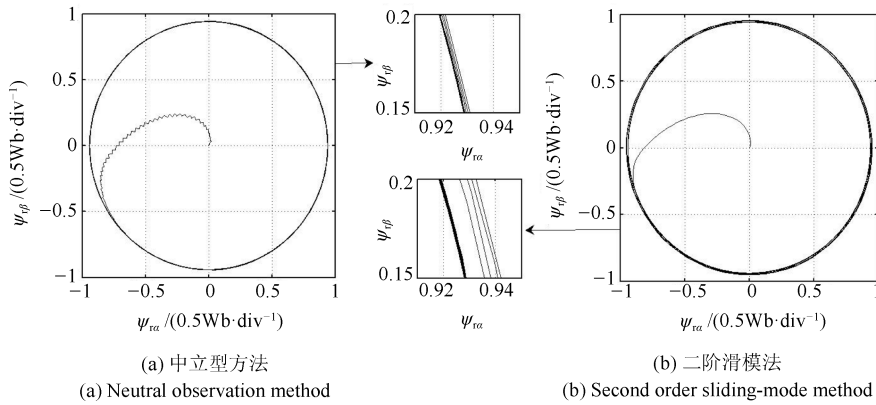 1
0.5
0
−0.5
−1
ψrβ /(0.5Wb·div−1)
−1
−0.5
0
0.5
1
ψrα /(0.5Wb·div−1)
(a) 中立型方法
(a) Neutral observation method
0.2
ψrβ
0.15
0.92
0.94
ψrα
0.2
ψrβ
0.15
0.92
0.94
ψrα
1
0.5
0
−0.5
−1
ψrβ /(0.5Wb·div−1)
−1
−0.5
0
0.5
1
ψrα /(0.5Wb·div−1)
(b) 二阶滑模法
(b) Second order sliding-mode method